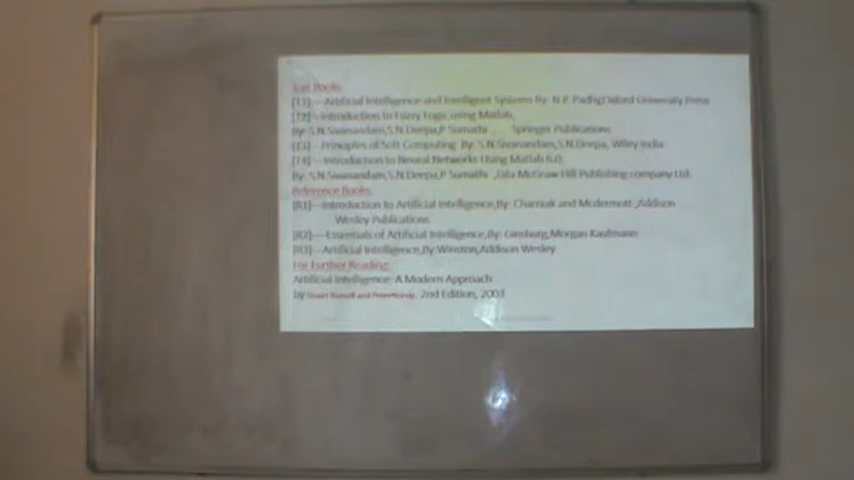 Text Books:
[T1]---Artificial Intelligence and Intelligent Systems By: N.P. Padhy,Oxford University Press
[T2]---Introduction to Fuzzy Logic using Matlab,
By: S.N.Sivanandam,S.N.Deepa,P Sumathi , Springer Publications
[T3]---Principles of Soft Computing By: S.N.Sivanandam,S.N.Deepa, Wiley India
[T4]---Introduction to Neural Networks Using Matlab 6.0,
By: S.N.Sivanandam,S.N.Deepa,P Sumathi ,Tata McGraw Hill Publishing company Ltd.
Reference Books:
[R1]---Introduction to Artificial Intelligence,By: Charniak and Mcdermott ,Addison
Wesley Publications
[R2]---Essentials of Artificial Intelligence,By: Ginsburg,Morgan Kaufmann
[R3]---Artificial Intelligence,By:Winston,Addison Wesley
For Further Reading:
Artificial Intelligence: A Modern Approach
by Stuart Russell and Peter Norvig. 2nd Edition, 2003